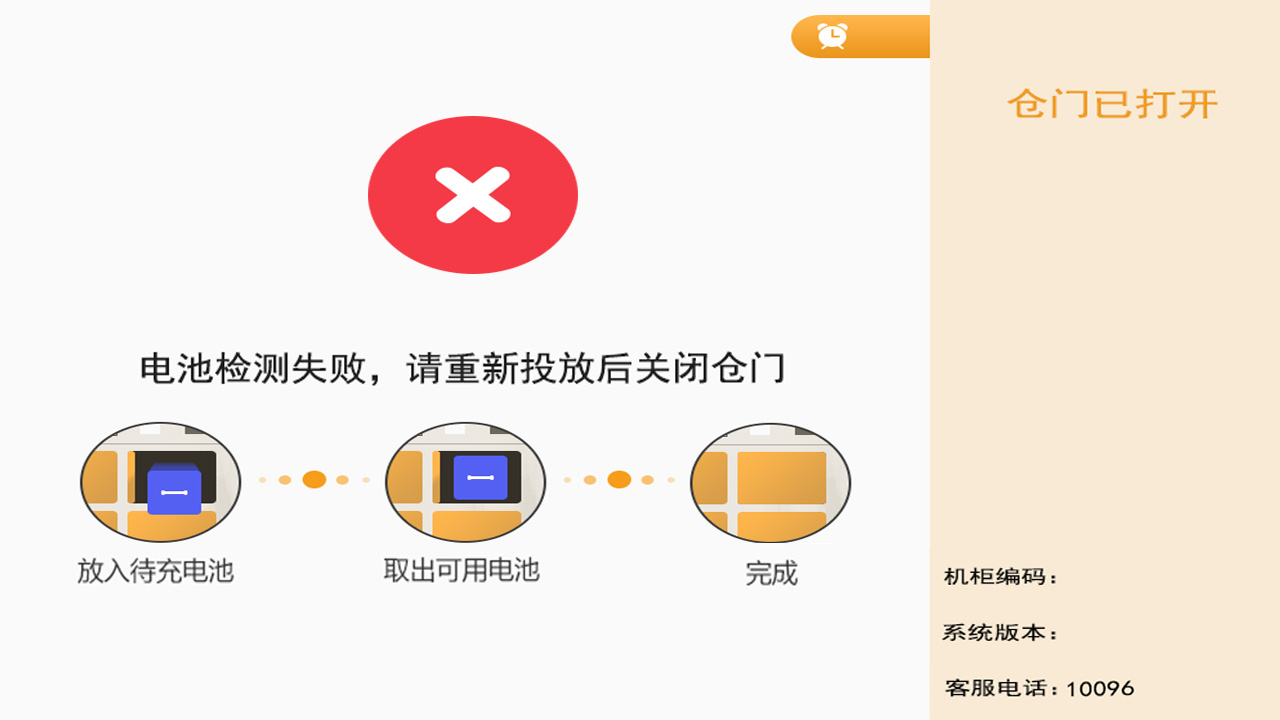 仓门已打开
电池检测失败，请重新投放后关闭仓门
放入待充电池
取出可用电池
完成
机柜编码：
系统版本：
客服电话：10096